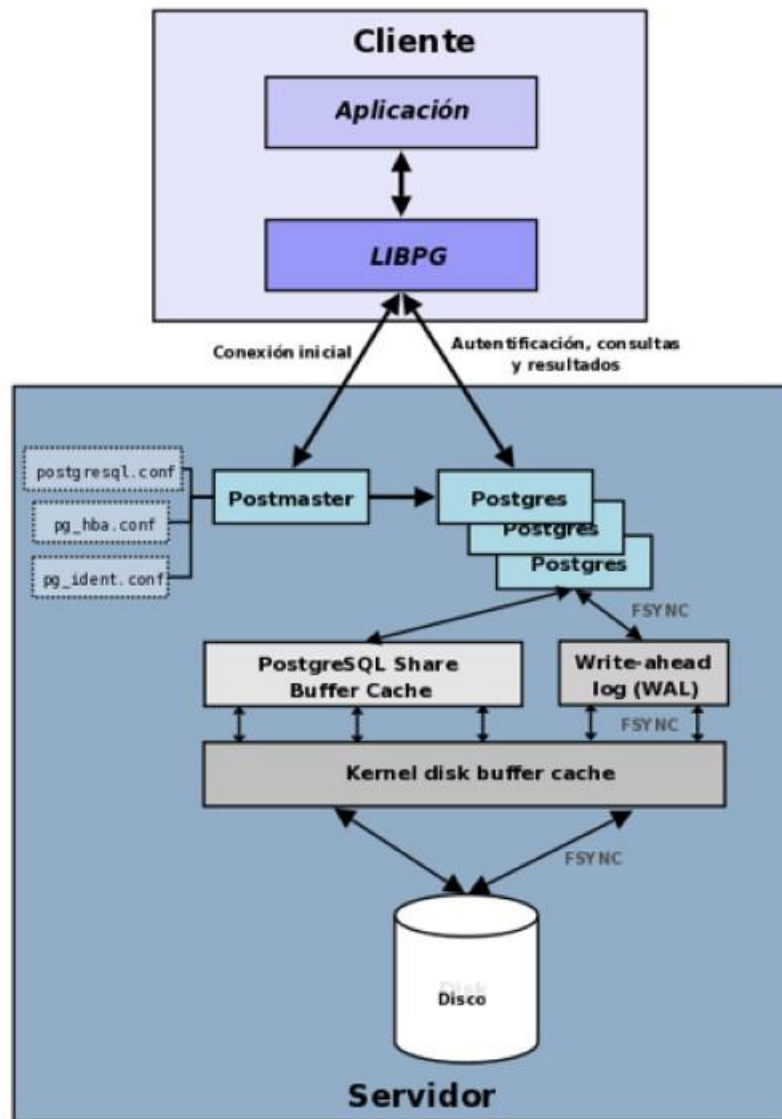 Cliente
Aplicación
LIBPG
Conexión inicial
Autentificación, consultas
y resultados
postgresql.conf
pg_hba.conf
pg_ident.conf
Postmaster
Postgres
Postgres
Postgres
FSYNC
PostgreSQL Share
Buffer Cache
Write-ahead
log (WAL)
FSYNC
Kernel disk buffer cache
FSYNC
Disk
Disco
Servidor